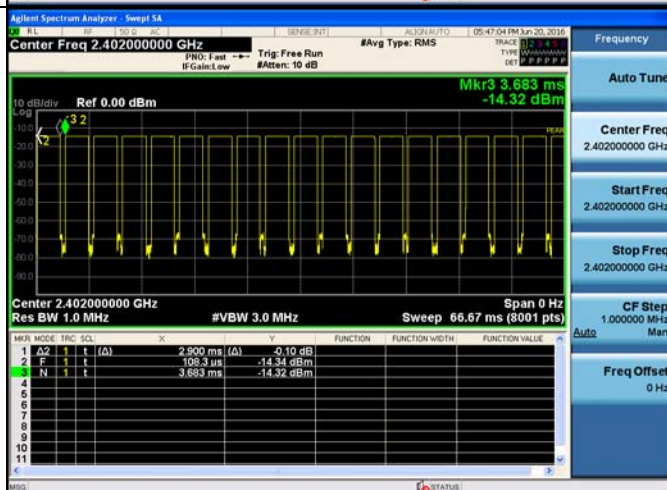 Agilent Spectrum Analyzer - Swept SA
RL RF 50 Ω AC SENSE:INT ALIGN AUTO 05:47:04 PM Jun 20, 2016
Center Freq 2.402000000 GHz
PNO: Fast
IFGain:Low
Trig: Free Run
#Atten: 10 dB
#Avg Type: RMS
TRACE 1 2 3 4 5 6
TYPE
DET P P P P P P
Mkr3 3.683 ms
-14.32 dBm
10 dB/div Ref 0.00 dBm
Log
3 2
2
PEAK
-10.0
-20.0
-30.0
-40.0
-50.0
-60.0
-70.0
-80.0
-90.0
Center 2.402000000 GHz Span 0 Hz
Res BW 1.0 MHz #VBW 3.0 MHz Sweep 66.67 ms (8001 pts)
MKR MODE TRC SCL X Y FUNCTION FUNCTION WIDTH FUNCTION VALUE
1 Δ2 1 t (Δ) 2.900 ms (Δ) -0.10 dB
2 F 1 t 108.3 µs -14.34 dBm
3 N 1 t 3.683 ms -14.32 dBm
4
5
6
7
8
9
10
11
MSG STATUS
Frequency
Auto Tune
Center Freq
2.402000000 GHz
Start Freq
2.402000000 GHz
Stop Freq
2.402000000 GHz
CF Step
1.000000 MHz
Auto Man
Freq Offset
0 Hz